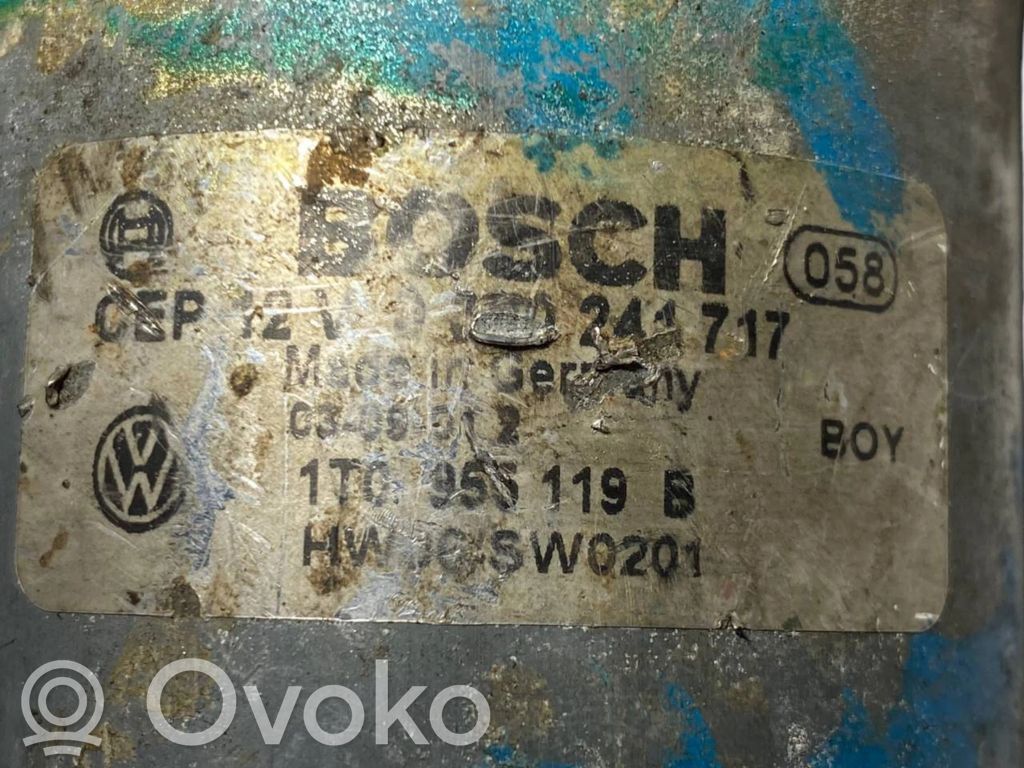 BOSCH
058
CEP 12 V 241 717
Made in Germany
BOY
1T0 955 119 B
SW0201
Ovoko